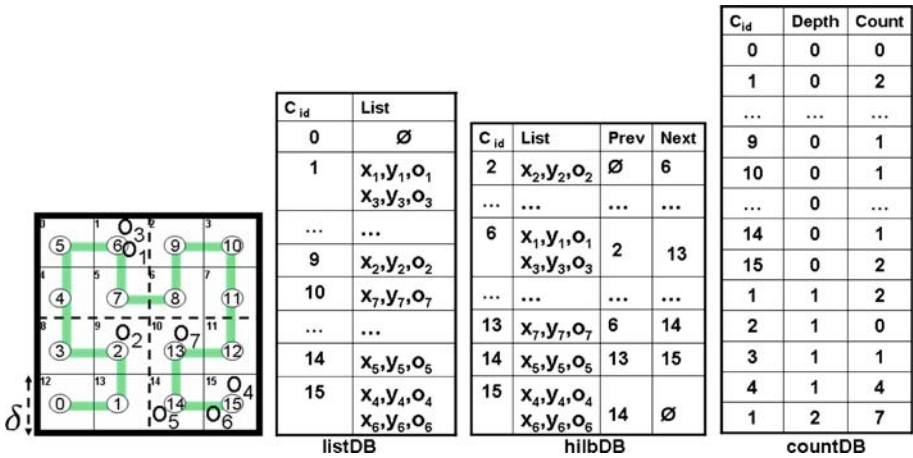 0 1 2 3
O₃
5 6 O₁ 9 10
4 5 6 7
4 7 8 11
8 9 10 11
O₂ O₇
3 2 13 12
12 13 14 15
O₄
0 1 14 15
O₅ O₆
δ
C id List
0 Ø
1 x₁,y₁,o₁
x₃,y₃,o₃
... ...
9 x₂,y₂,o₂
10 x₇,y₇,o₇
... ...
14 x₅,y₅,o₅
15 x₄,y₄,o₄
x₆,y₆,o₆
listDB
C id List Prev Next
2 x₂,y₂,o₂ Ø 6
... ... ... ...
6 x₁,y₁,o₁ 2 13
x₃,y₃,o₃
... ... ... ...
13 x₇,y₇,o₇ 6 14
14 x₅,y₅,o₅ 13 15
15 x₄,y₄,o₄ 14 Ø
x₆,y₆,o₆
hilbDB
Cid Depth Count
0 0 0
1 0 2
... ... ...
9 0 1
10 0 1
... 0 ...
14 0 1
15 0 2
1 1 2
2 1 0
3 1 1
4 1 4
1 2 7
countDB